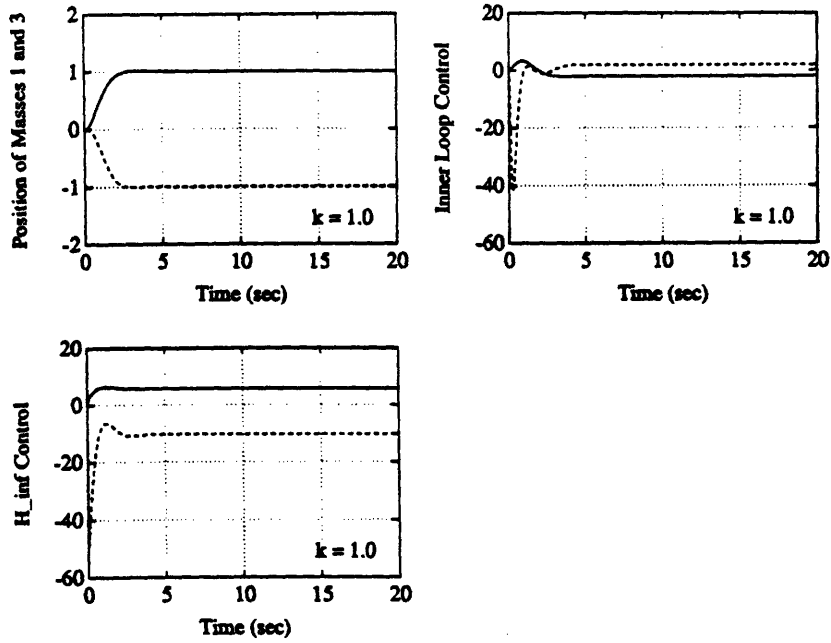 Position of Masses 1 and 3
2
1
0
-1
-2
k = 1.0
0 5 10 15 20
Time (sec)
Inner Loop Control
20
0
-20
-40
-60
k = 1.0
0 5 10 15 20
Time (sec)
H_inf Control
20
0
-20
-40
-60
k = 1.0
0 5 10 15 20
Time (sec)